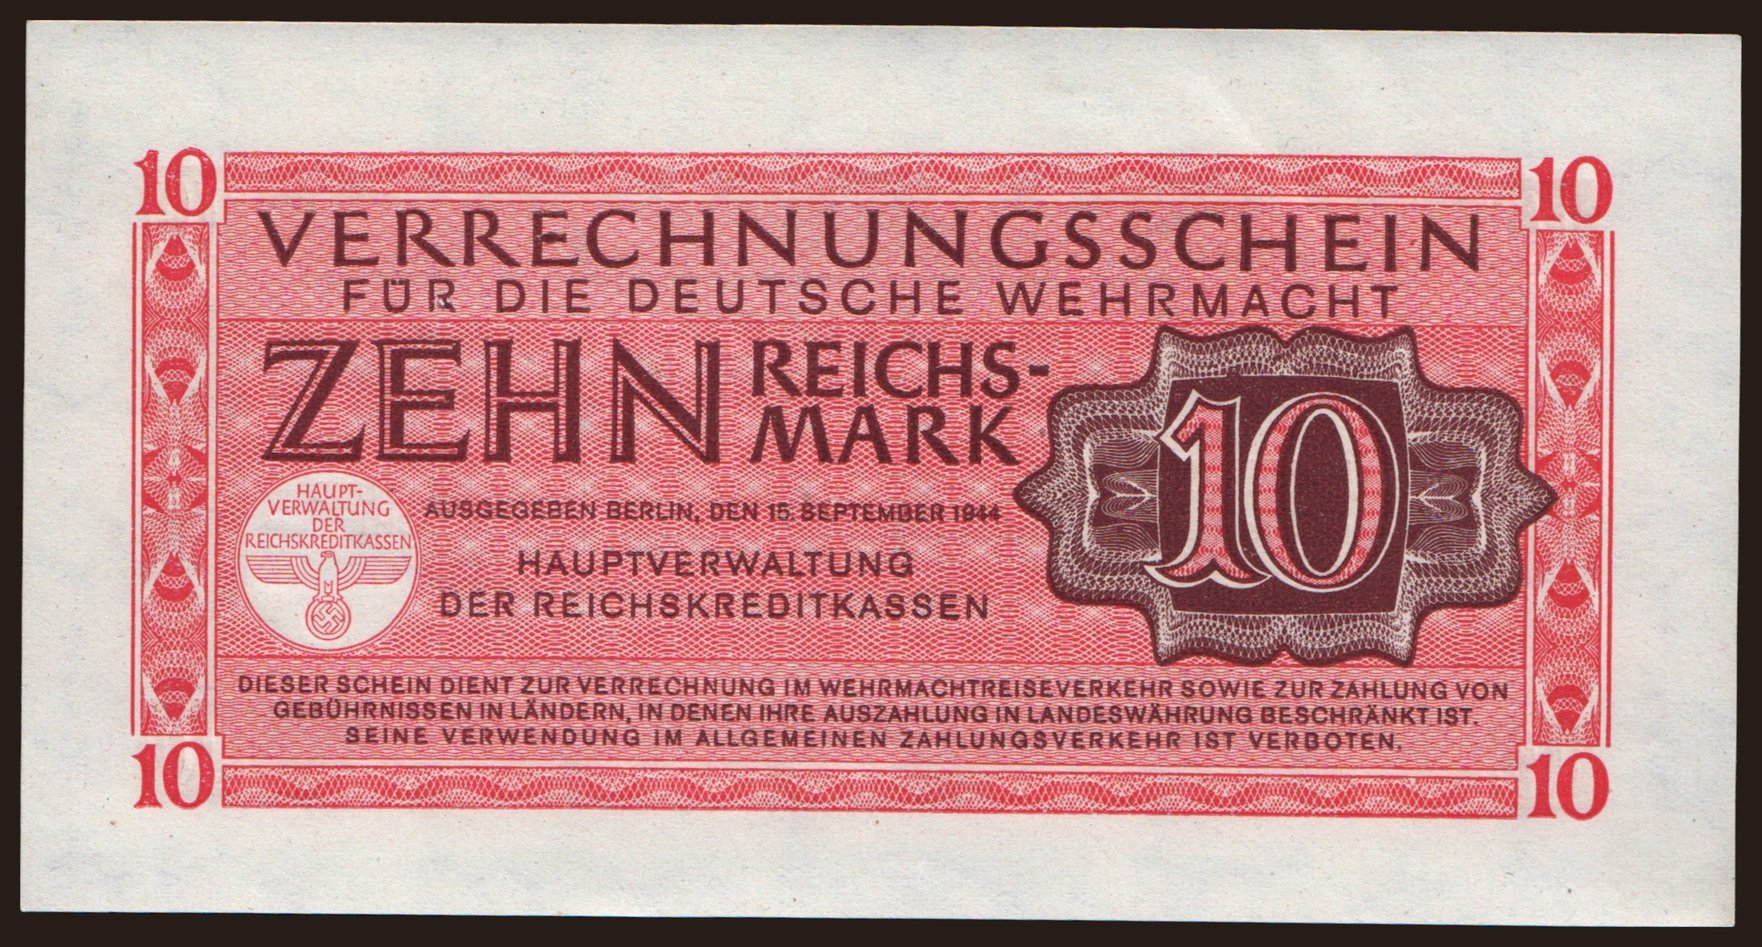 10 10
VERRECHNUNGSSCHEIN
FÜR DIE DEUTSCHE WEHRMACHT
ZEHN REICHS-
MARK
10
HAUPT-
VERWALTUNG
DER
REICHSKREDITKASSEN
AUSGEGEBEN BERLIN, DEN 15. SEPTEMBER 1944
HAUPTVERWALTUNG
DER REICHSKREDITKASSEN
DIESER SCHEIN DIENT ZUR VERRECHNUNG IM WEHRMACHTREISEVERKEHR SOWIE ZUR ZAHLUNG VON
GEBÜHRNISSEN IN LÄNDERN, IN DENEN IHRE AUSZAHLUNG IN LANDESWÄHRUNG BESCHRÄNKT IST.
SEINE VERWENDUNG IM ALLGEMEINEN ZAHLUNGSVERKEHR IST VERBOTEN.
10 10